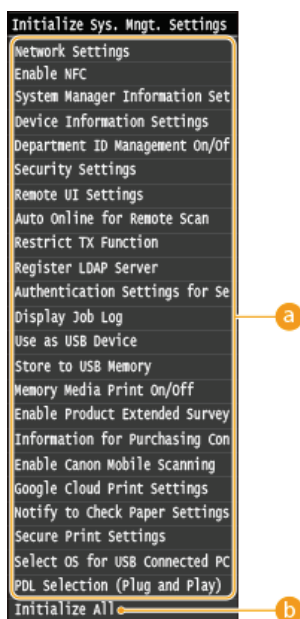 Initialize Sys. Mngt. Settings
Network Settings
Enable NFC
System Manager Information Set
Device Information Settings
Department ID Management On/Of
Security Settings
Remote UI Settings
Auto Online for Remote Scan
Restrict TX Function
Register LDAP Server
Authentication Settings for Se
Display Job Log
a
Use as USB Device
Store to USB Memory
Memory Media Print On/Off
Enable Product Extended Survey
Information for Purchasing Con
Enable Canon Mobile Scanning
Google Cloud Print Settings
Notify to Check Paper Settings
Secure Print Settings
Select OS for USB Connected PC
PDL Selection (Plug and Play)
Initialize All
b